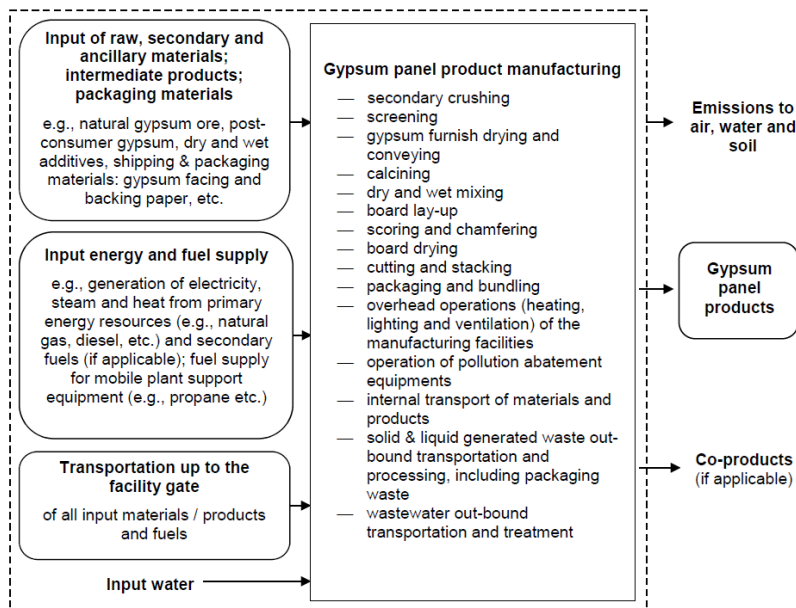 Input of raw, secondary and
ancillary materials;
intermediate products;
packaging materials
e.g., natural gypsum ore, post-
consumer gypsum, dry and wet
additives, shipping & packaging
materials: gypsum facing and
backing paper, etc.
Input energy and fuel supply
e.g., generation of electricity,
steam and heat from primary
energy resources (e.g., natural
gas, diesel, etc.) and secondary
fuels (if applicable); fuel supply
for mobile plant support
equipment (e.g., propane etc.)
Transportation up to the
facility gate
of all input materials / products
and fuels
Input water
Gypsum panel product manufacturing
— secondary crushing
— screening
— gypsum furnish drying and
conveying
— calcining
— dry and wet mixing
— board lay-up
— scoring and chamfering
— board drying
— cutting and stacking
— packaging and bundling
— overhead operations (heating,
lighting and ventilation) of the
manufacturing facilities
— operation of pollution abatement
equipments
— internal transport of materials and
products
— solid & liquid generated waste out-
bound transportation and
processing, including packaging
waste
— wastewater out-bound
transportation and treatment
Emissions to
air, water and
soil
Gypsum
panel
products
Co-products
(if applicable)